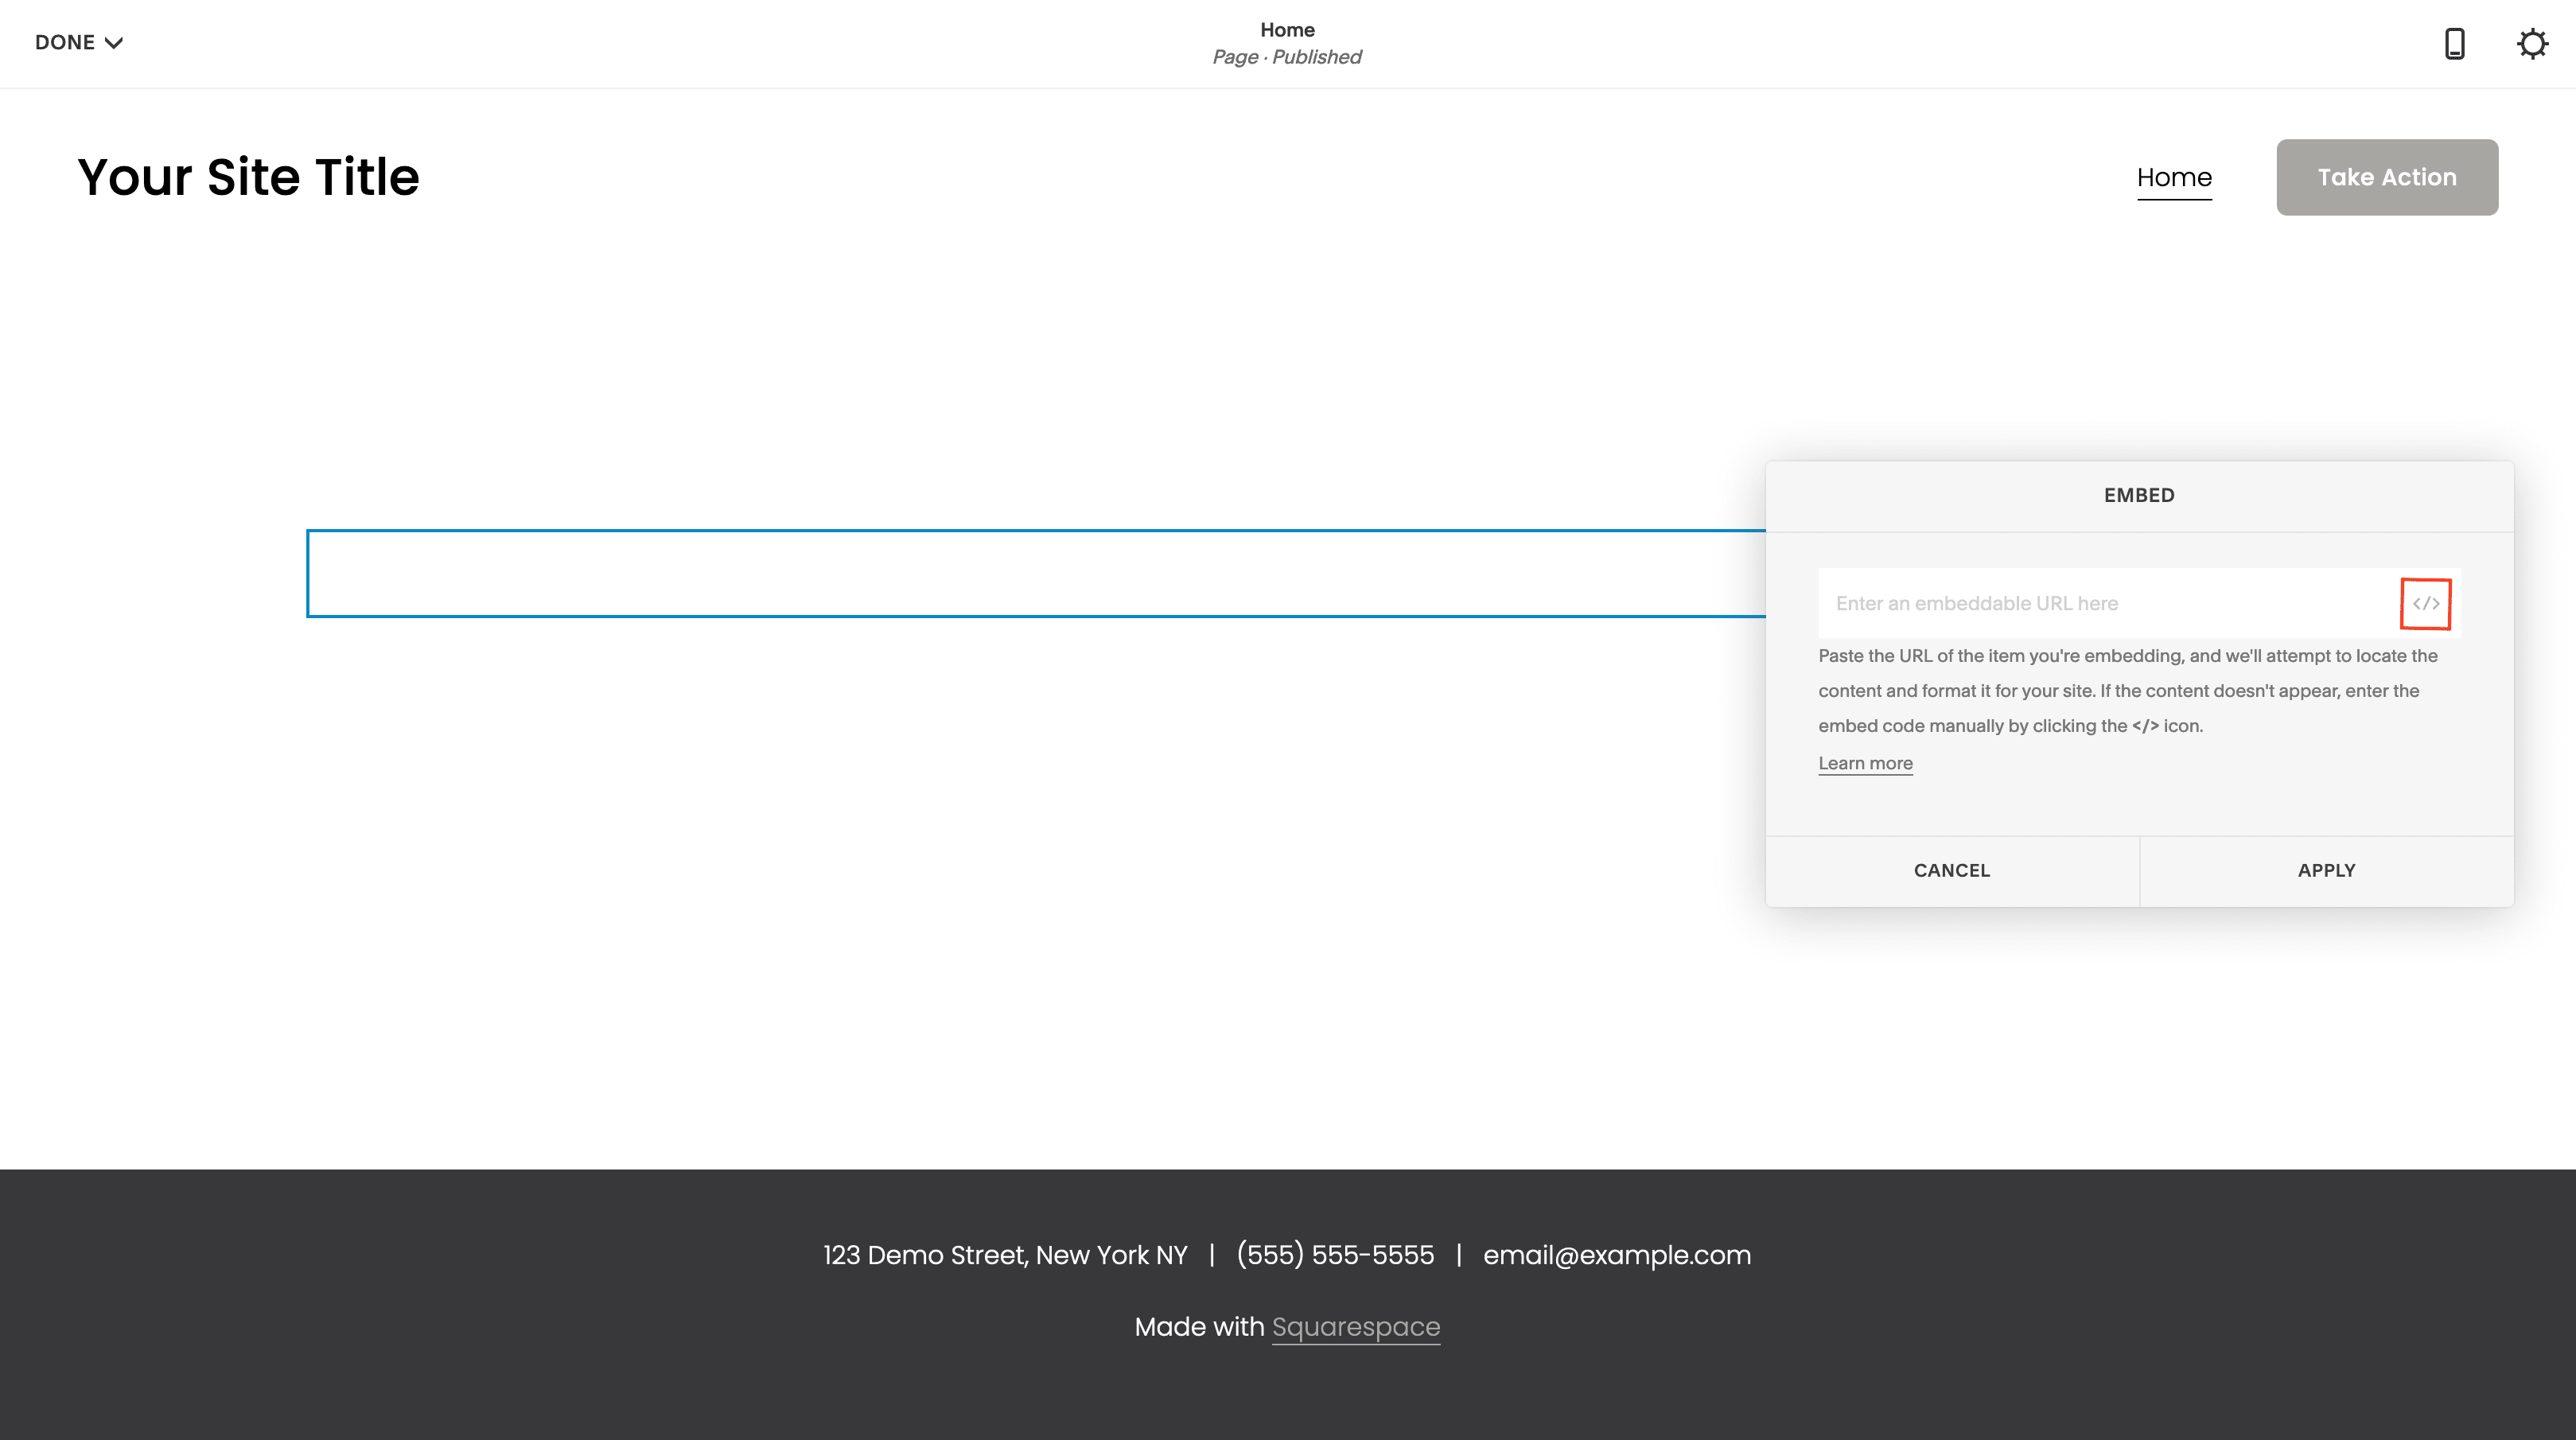 DONE
Home
Page · Published
Your Site Title
Home
Take Action
EMBED
Enter an embeddable URL here
</>
Paste the URL of the item you're embedding, and we'll attempt to locate the
content and format it for your site. If the content doesn't appear, enter the
embed code manually by clicking the </> icon.
Learn more
CANCEL
APPLY
123 Demo Street, New York NY | (555) 555-5555 | email@example.com
Made with Squarespace